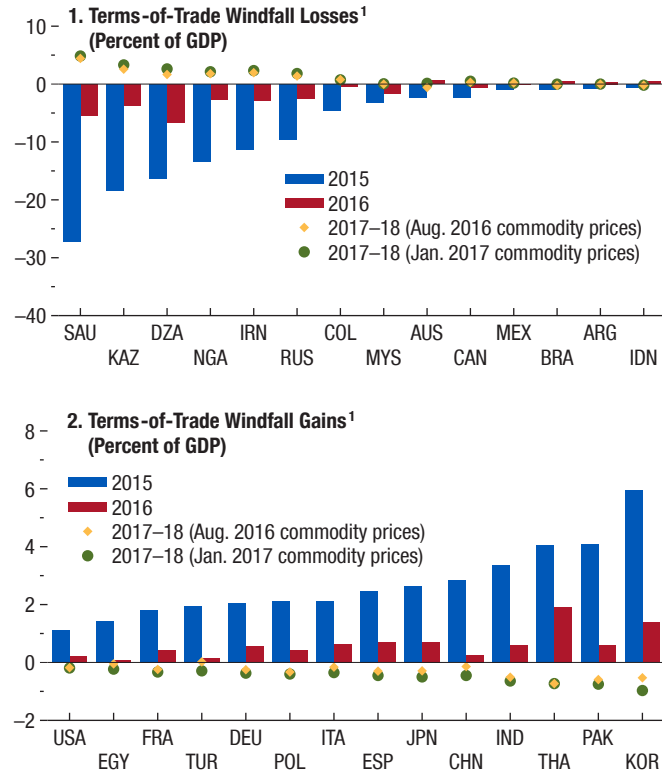 1. Terms-of-Trade Windfall Losses¹
(Percent of GDP)
10
0
–10
–20
–30
–40
2015
2016
2017–18 (Aug. 2016 commodity prices)
2017–18 (Jan. 2017 commodity prices)
SAU DZA IRN COL AUS MEX ARG
KAZ NGA RUS MYS CAN BRA IDN
2. Terms-of-Trade Windfall Gains¹
(Percent of GDP)
8
6
4
2
0
–2
2015
2016
2017–18 (Aug. 2016 commodity prices)
2017–18 (Jan. 2017 commodity prices)
USA FRA DEU ITA JPN IND PAK
EGY TUR POL ESP CHN THA KOR